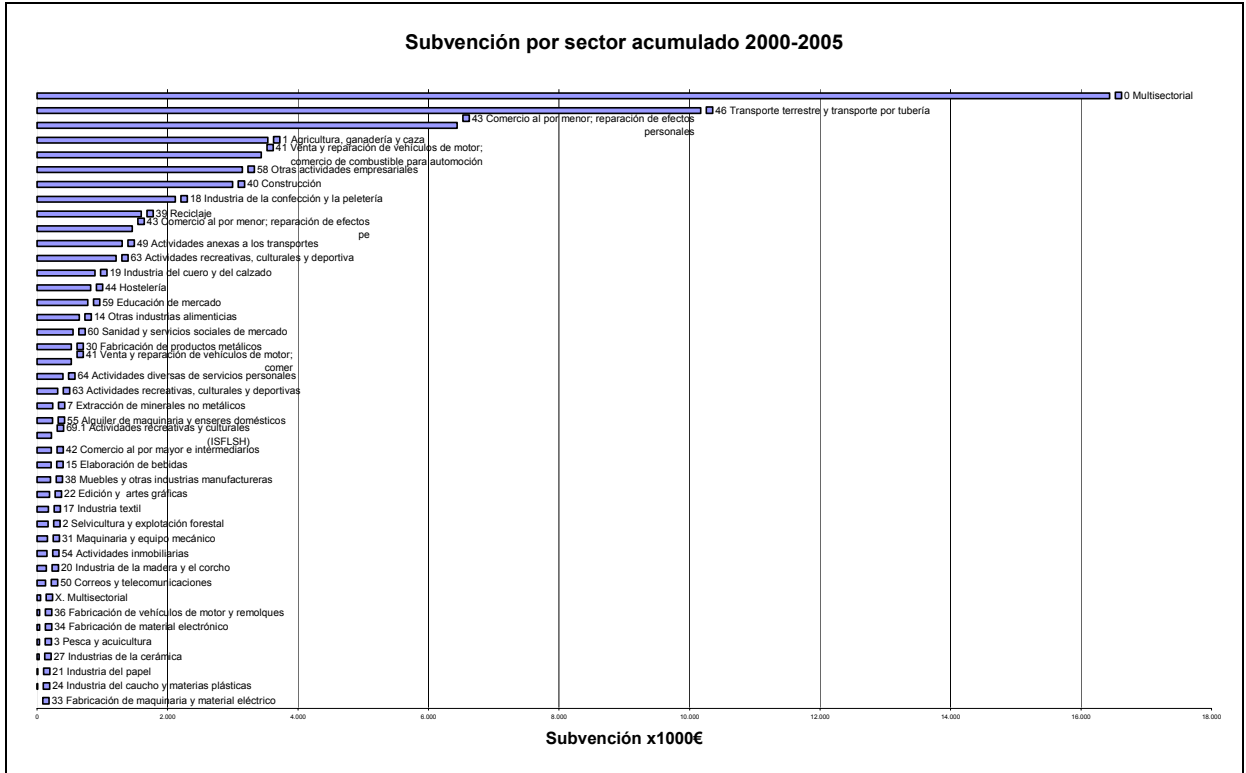 Subvención por sector acumulado 2000-2005
0 Multisectorial
46 Transporte terrestre y transporte por tubería
43 Comercio al por menor; reparación de efectos
personales
1 Agricultura, ganadería y caza
41 Venta y reparación de vehículos de motor;
comercio de combustible para automoción
58 Otras actividades empresariales
40 Construcción
18 Industria de la confección y la peletería
39 Reciclaje
43 Comercio al por menor; reparación de efectos
pe
49 Actividades anexas a los transportes
63 Actividades recreativas, culturales y deportiva
19 Industria del cuero y del calzado
44 Hostelería
59 Educación de mercado
14 Otras industrias alimenticias
60 Sanidad y servicios sociales de mercado
30 Fabricación de productos metálicos
41 Venta y reparación de vehículos de motor;
comer
64 Actividades diversas de servicios personales
63 Actividades recreativas, culturales y deportivas
7 Extracción de minerales no metálicos
55 Alquiler de maquinaria y enseres domésticos
69.1 Actividades recreativas y culturales
(ISFLSH)
42 Comercio al por mayor e intermediarios
15 Elaboración de bebidas
38 Muebles y otras industrias manufactureras
22 Edición y artes gráficas
17 Industria textil
2 Selvicultura y explotación forestal
31 Maquinaria y equipo mecánico
54 Actividades inmobiliarias
20 Industria de la madera y el corcho
50 Correos y telecomunicaciones
X. Multisectorial
36 Fabricación de vehículos de motor y remolques
34 Fabricación de material electrónico
3 Pesca y acuicultura
27 Industrias de la cerámica
21 Industria del papel
24 Industria del caucho y materias plásticas
33 Fabricación de maquinaria y material eléctrico
0 2.000 4.000 6.000 8.000 10.000 12.000 14.000 16.000 18.000
Subvención x1000€